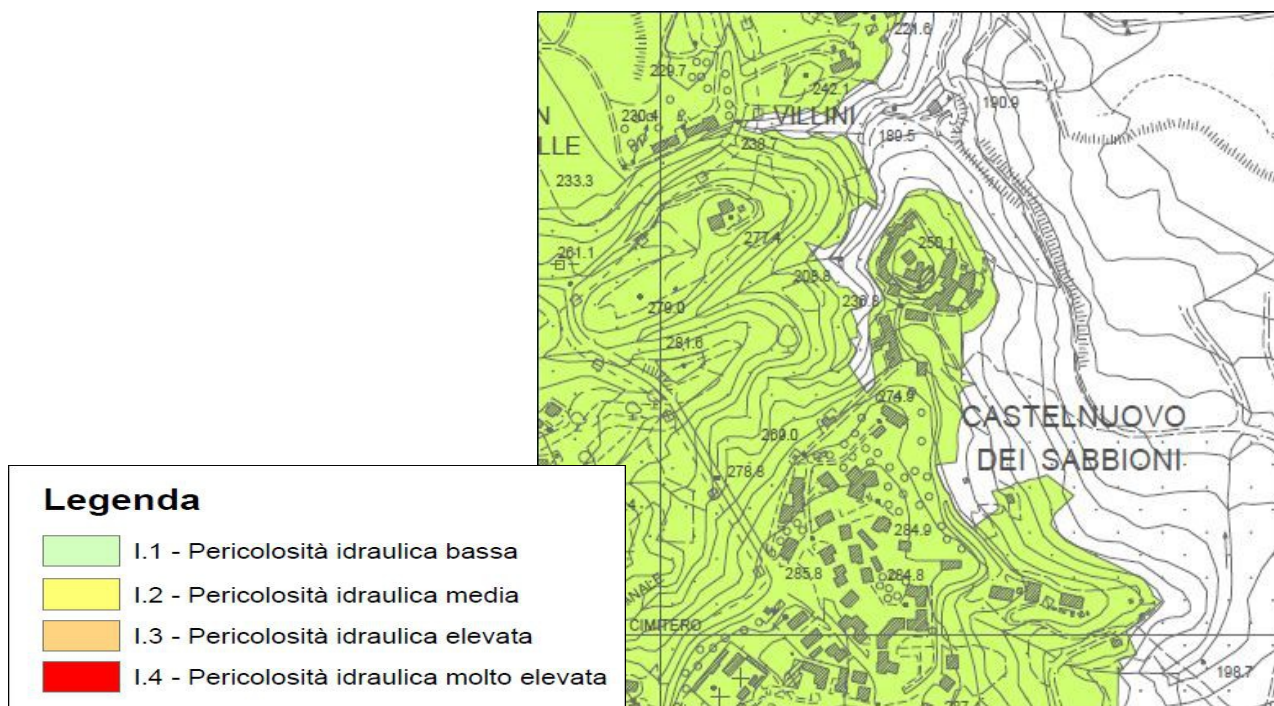 221.6
229.7
242.1
190.9
N
230.4
VILLINI
189.5
LLE
238.7
233.3
277.4
250.1
261.1
208.8
236.8
279.0
281.6
274.9
CASTELNUOVO
269.0
DEI SABBIONI
278.8
284.9
285.8
284.8
CIMITERO
198.7
Legenda
I.1 - Pericolosità idraulica bassa
I.2 - Pericolosità idraulica media
I.3 - Pericolosità idraulica elevata
I.4 - Pericolosità idraulica molto elevata